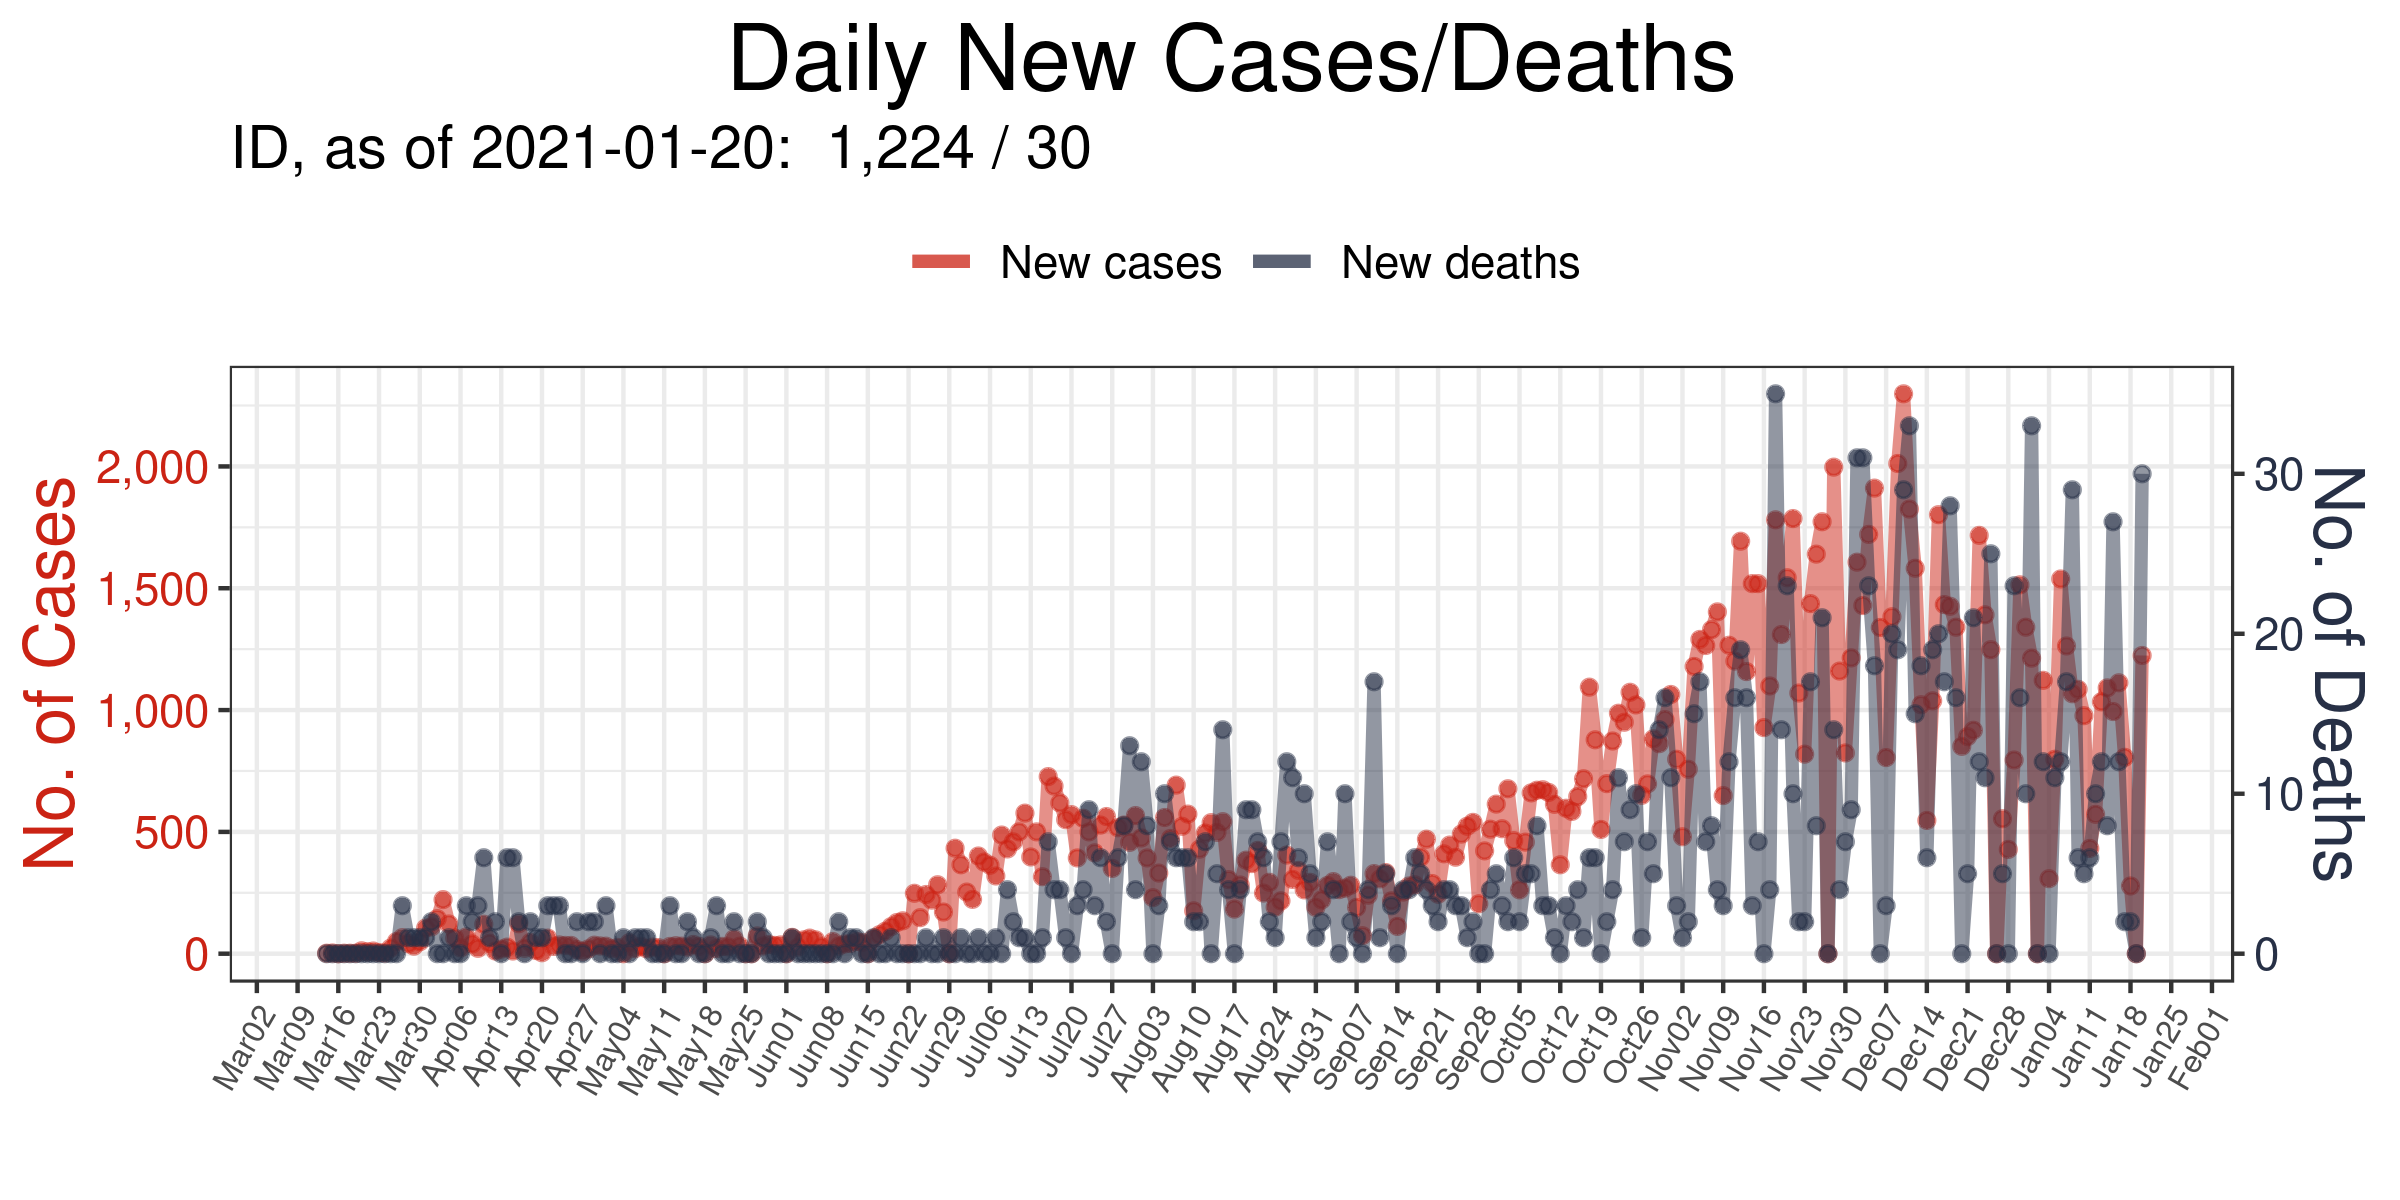 Daily New Cases/Deaths
ID, as of 2021-01-20:  1,224 / 30
New cases
New deaths
No. of Cases
2,000
1,500
1,000
500
0
30
20
10
0
No. of Deaths
Mar02
Mar09
Mar16
Mar23
Mar30
Apr06
Apr13
Apr20
Apr27
May04
May11
May18
May25
Jun01
Jun08
Jun15
Jun22
Jun29
Jul06
Jul13
Jul20
Jul27
Aug03
Aug10
Aug17
Aug24
Aug31
Sep07
Sep14
Sep21
Sep28
Oct05
Oct12
Oct19
Oct26
Nov02
Nov09
Nov16
Nov23
Nov30
Dec07
Dec14
Dec21
Dec28
Jan04
Jan11
Jan18
Jan25
Feb01